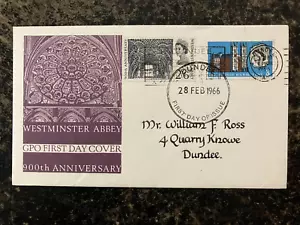 2/6
DUNDEE
28 FEB 1966
FIRST DAY OF ISSUE
WESTMINSTER ABBEY
GPO FIRST DAY COVER
900th ANNIVERSARY
Mr. William F. Ross
4 Quarry Knowe
Dundee.